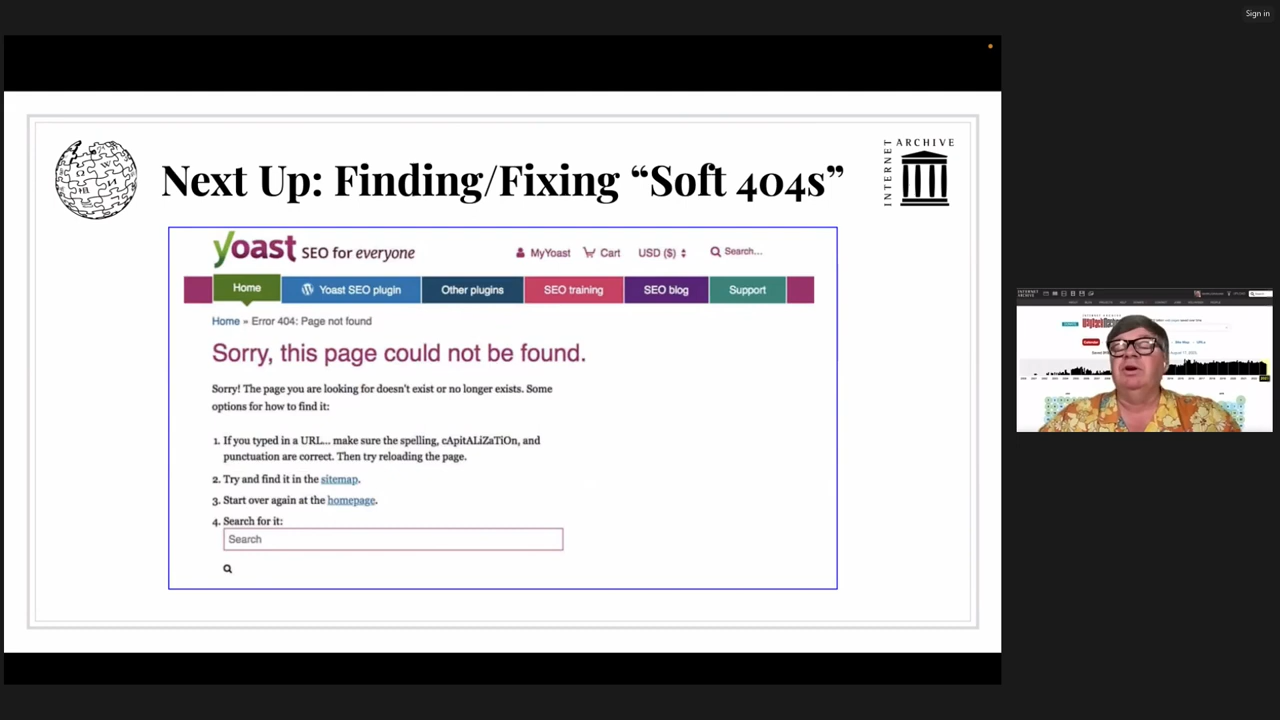 Sign in
Next Up: Finding/Fixing “Soft 404s”
INTERNET
ARCHIVE
yoast SEO for everyone
MyYoast Cart USD ($) Search...
Home Yoast SEO plugin Other plugins SEO training SEO blog Support
Home » Error 404: Page not found
Sorry, this page could not be found.
Sorry! The page you are looking for doesn't exist or no longer exists. Some
options for how to find it:
1. If you typed in a URL... make sure the spelling, cApitALiZaTiOn, and
punctuation are correct. Then try reloading the page.
2. Try and find it in the sitemap.
3. Start over again at the homepage.
4. Search for it:
Search